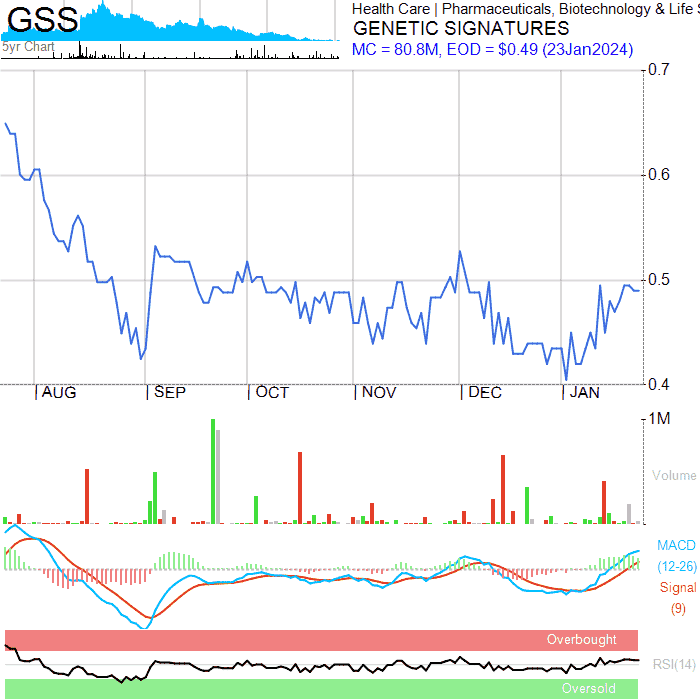 GSS
5yr Chart
Health Care | Pharmaceuticals, Biotechnology & Life S
GENETIC SIGNATURES
MC = 80.8M, EOD = $0.49 (23Jan2024)
0.7
0.6
0.5
0.4
AUG SEP OCT NOV DEC JAN
1M
Volume
MACD
(12-26)
Signal
(9)
Overbought
RSI(14)
Oversold